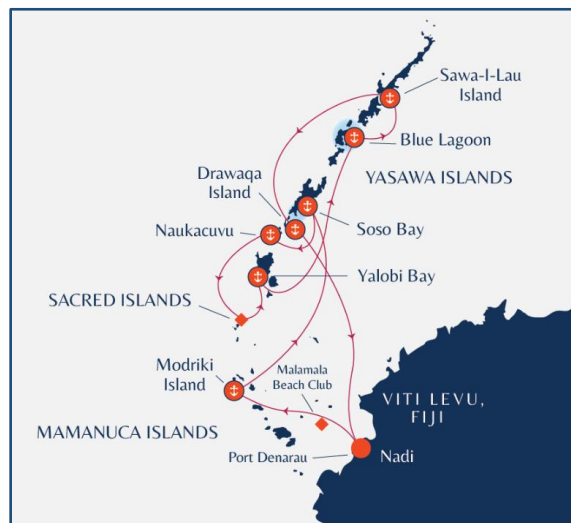 Sawa-I-Lau
Island
Blue Lagoon
Drawaqa
Island
YASAWA ISLANDS
Naukacuvu
Soso Bay
Yalobi Bay
SACRED ISLANDS
Modriki
Island
Malamala
Beach Club
VITI LEVU,
FIJI
MAMANUCA ISLANDS
Port Denarau
Nadi